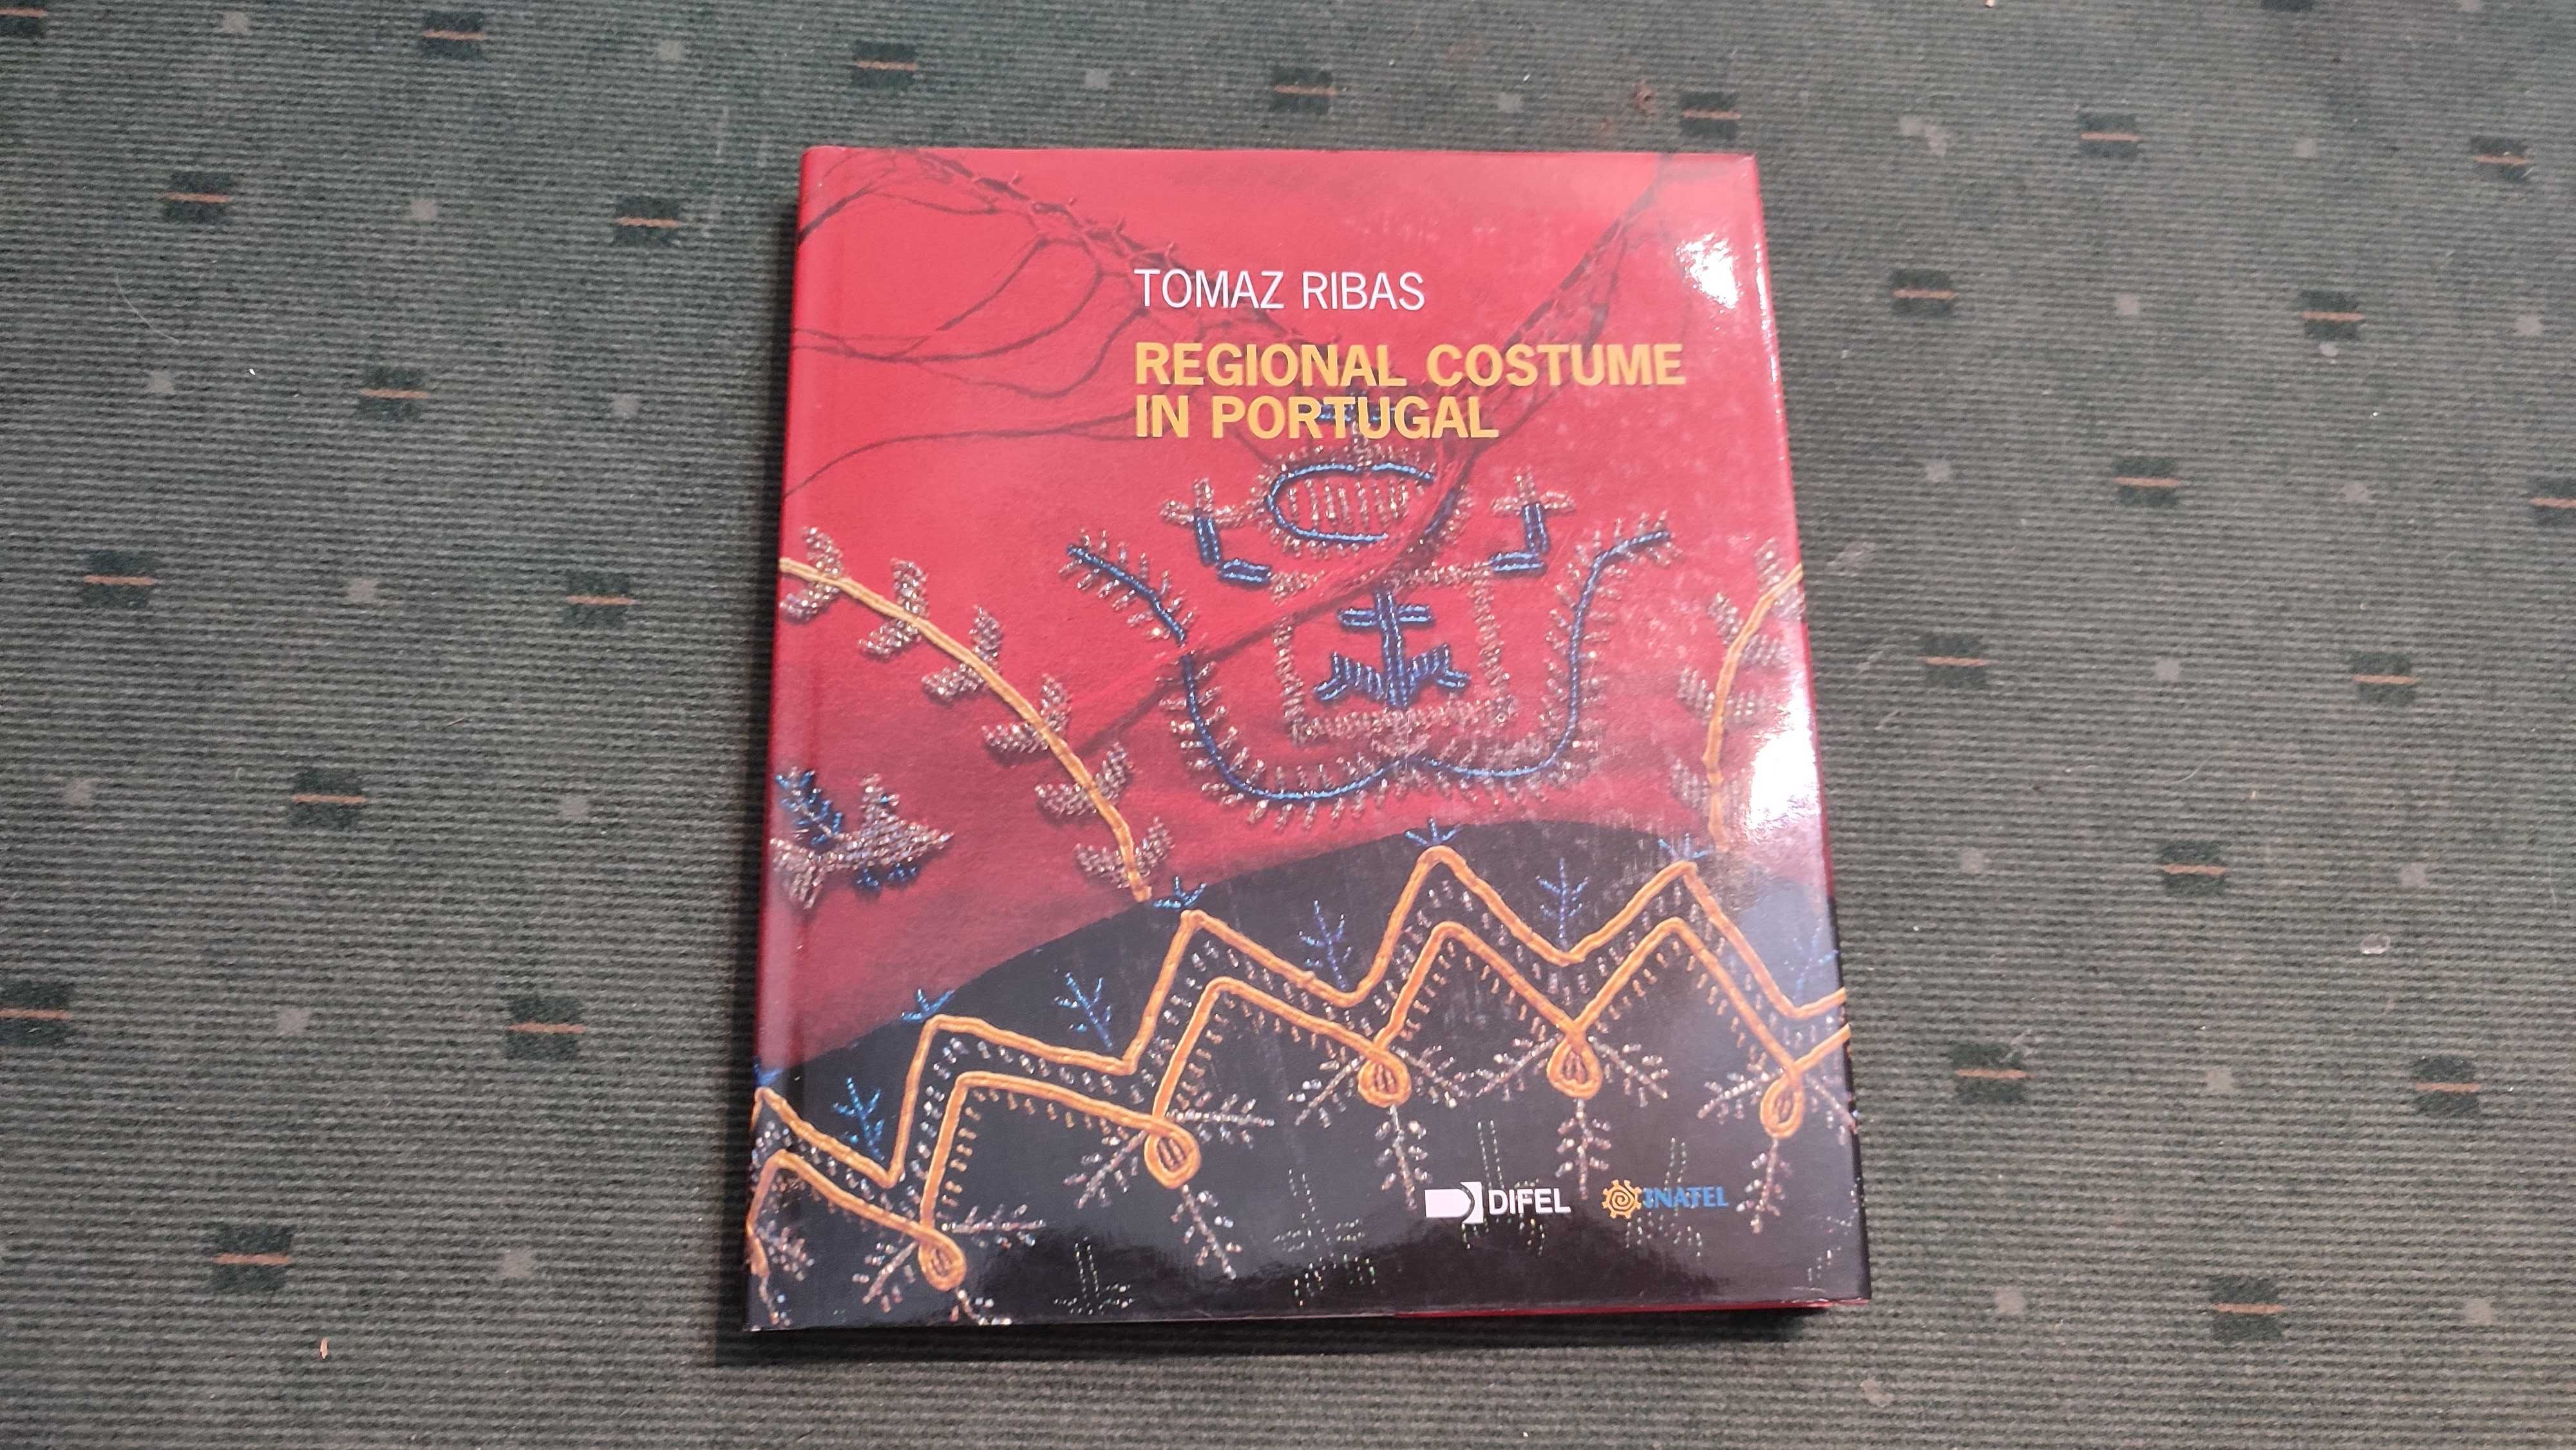 TOMAZ RIBAS
REGIONAL COSTUME
IN PORTUGAL
DIFEL
INATEL